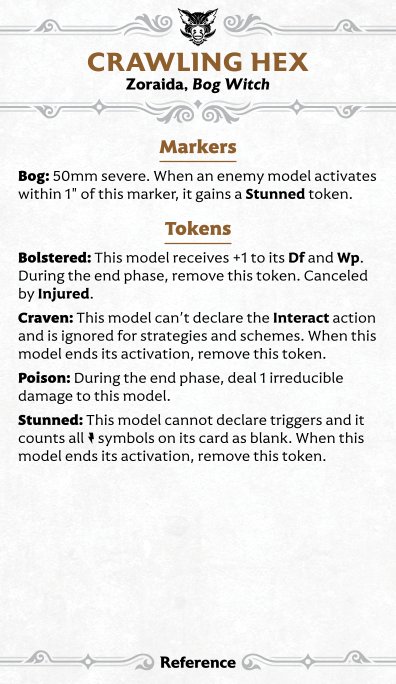 CRAWLING HEX
Zoraida, Bog Witch
Markers
Bog: 50mm severe. When an enemy model activates
within 1" of this marker, it gains a Stunned token.
Tokens
Bolstered: This model receives +1 to its Df and Wp.
During the end phase, remove this token. Canceled
by Injured.
Craven: This model can't declare the Interact action
and is ignored for strategies and schemes. When this
model ends its activation, remove this token.
Poison: During the end phase, deal 1 irreducible
damage to this model.
Stunned: This model cannot declare triggers and it
counts all symbols on its card as blank. When this
model ends its activation, remove this token.
Reference